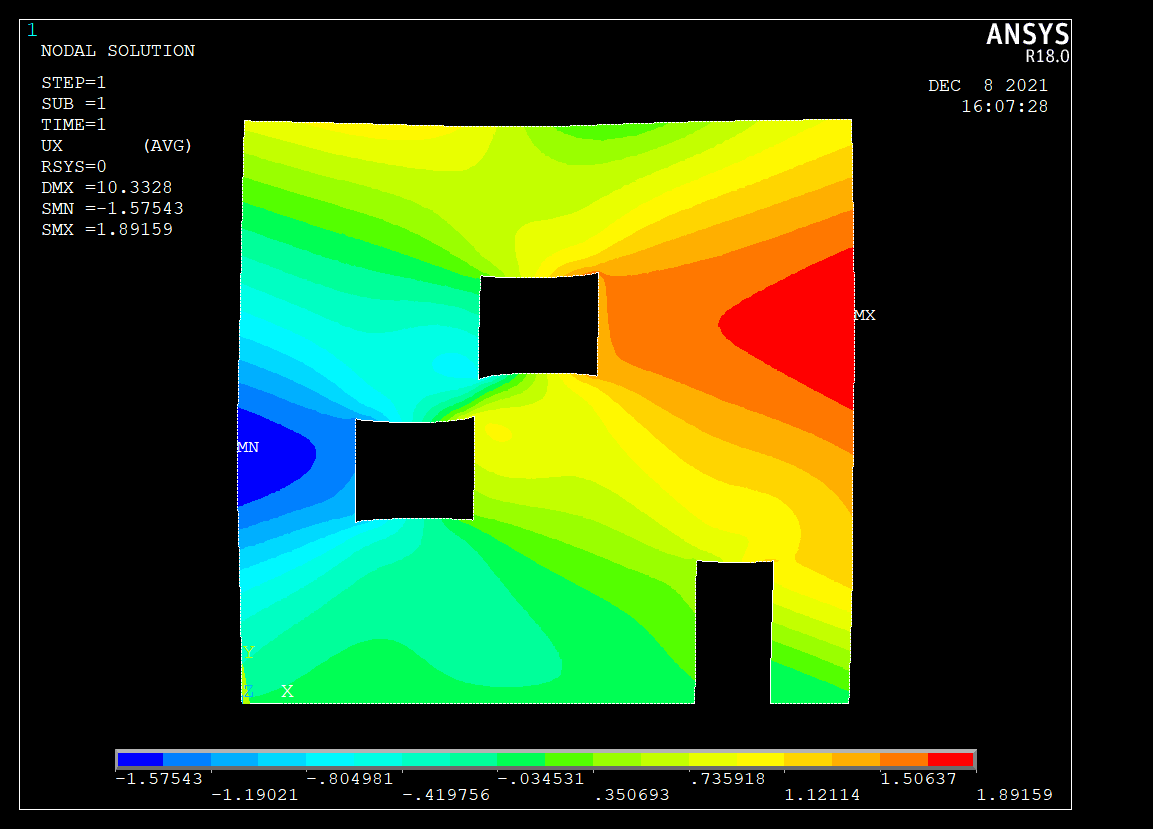 1
ANSYS
R18.0
NODAL SOLUTION
STEP=1
SUB =1
TIME=1
UX (AVG)
RSYS=0
DMX =10.3328
SMN =-1.57543
SMX =1.89159
DEC 8 2021
16:07:28
MX
MN
Y
Z X
-1.57543 -.804981 -.034531 .735918 1.50637
-1.19021 -.419756 .350693 1.12114 1.89159